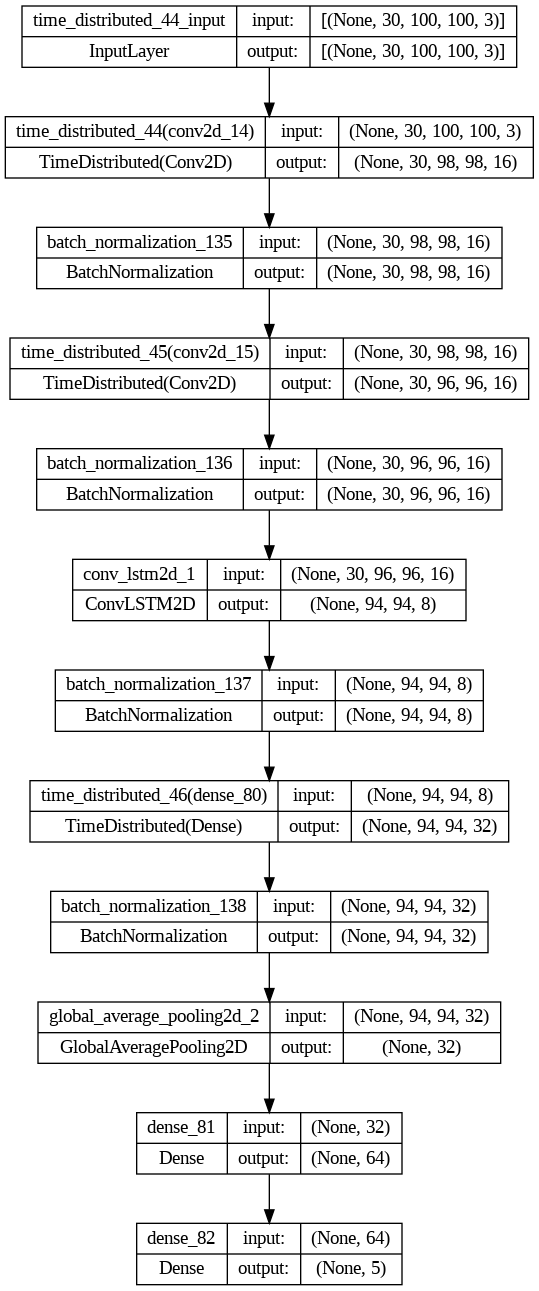 time_distributed_44_input input: [(None, 30, 100, 100, 3)]
InputLayer output: [(None, 30, 100, 100, 3)]
time_distributed_44(conv2d_14) input: (None, 30, 100, 100, 3)
TimeDistributed(Conv2D) output: (None, 30, 98, 98, 16)
batch_normalization_135 input: (None, 30, 98, 98, 16)
BatchNormalization output: (None, 30, 98, 98, 16)
time_distributed_45(conv2d_15) input: (None, 30, 98, 98, 16)
TimeDistributed(Conv2D) output: (None, 30, 96, 96, 16)
batch_normalization_136 input: (None, 30, 96, 96, 16)
BatchNormalization output: (None, 30, 96, 96, 16)
conv_lstm2d_1 input: (None, 30, 96, 96, 16)
ConvLSTM2D output: (None, 94, 94, 8)
batch_normalization_137 input: (None, 94, 94, 8)
BatchNormalization output: (None, 94, 94, 8)
time_distributed_46(dense_80) input: (None, 94, 94, 8)
TimeDistributed(Dense) output: (None, 94, 94, 32)
batch_normalization_138 input: (None, 94, 94, 32)
BatchNormalization output: (None, 94, 94, 32)
global_average_pooling2d_2 input: (None, 94, 94, 32)
GlobalAveragePooling2D output: (None, 32)
dense_81 input: (None, 32)
Dense output: (None, 64)
dense_82 input: (None, 64)
Dense output: (None, 5)